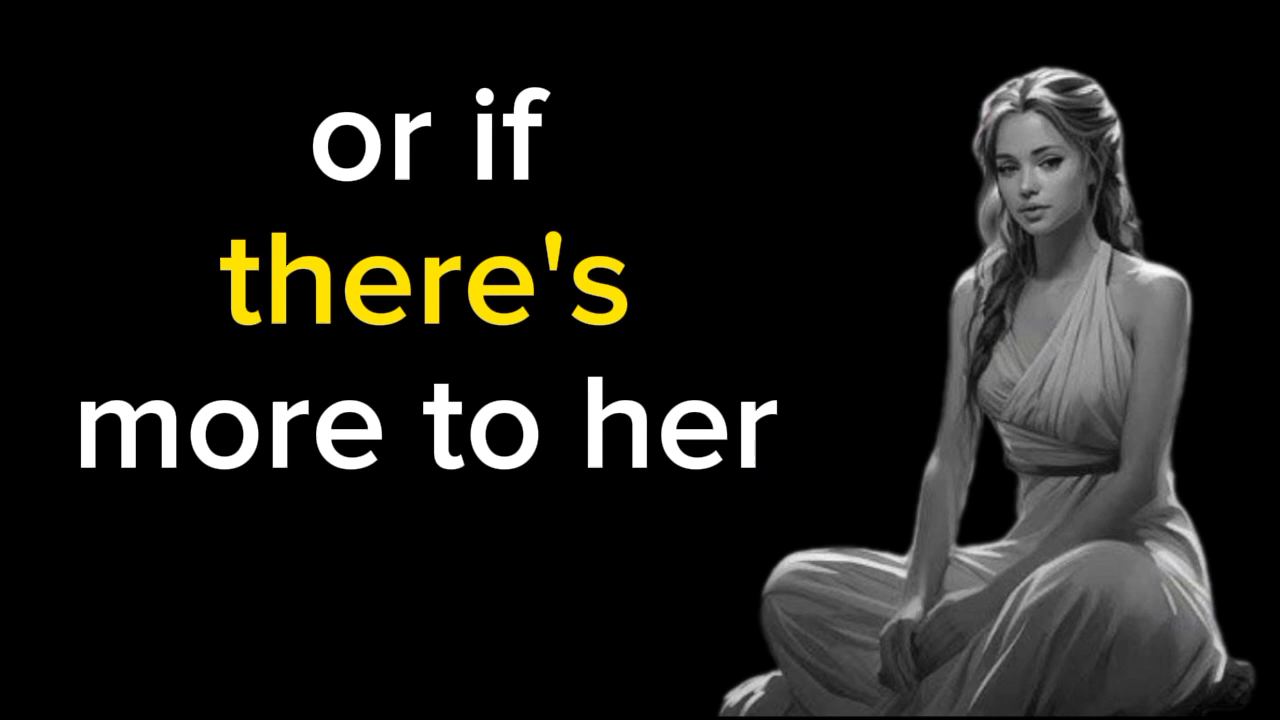 or if
there's
more to her